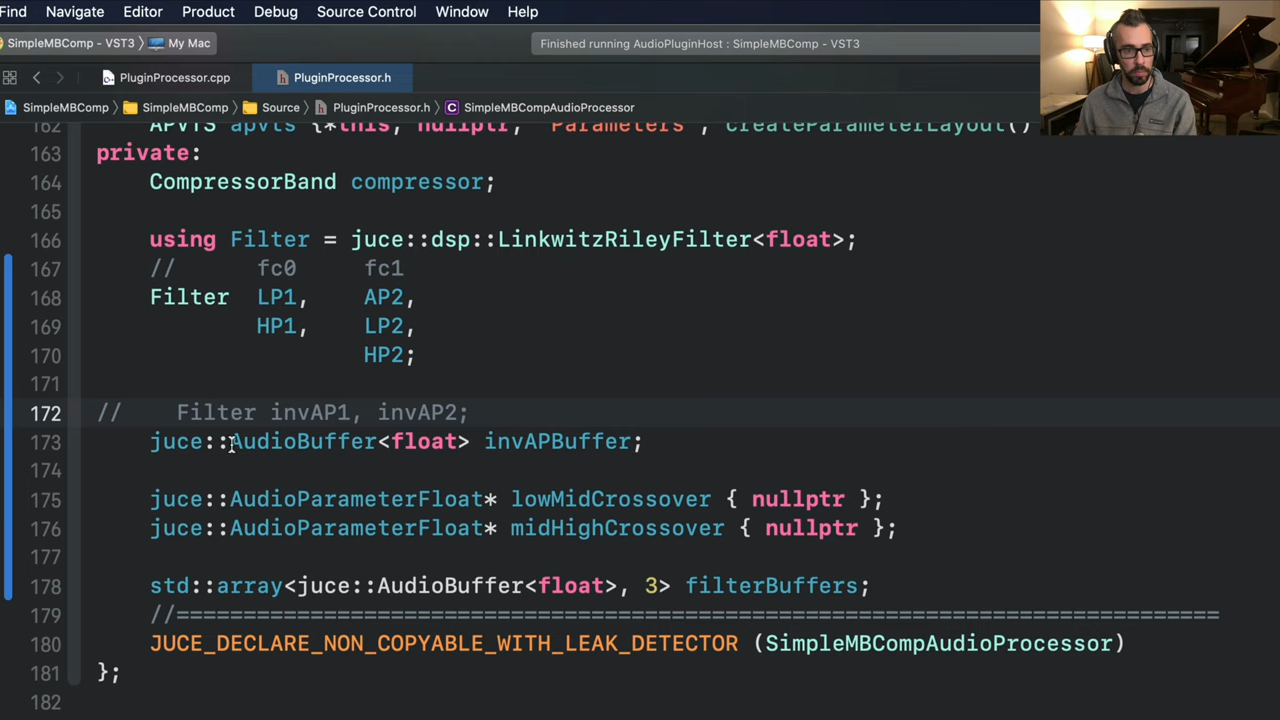 Find Navigate Editor Product Debug Source Control Window Help
SimpleMBComp - VST3 〉 My Mac
Finished running AudioPluginHost : SimpleMBComp - VST3
PluginProcessor.cpp PluginProcessor.h
SimpleMBComp 〉 SimpleMBComp 〉 Source 〉 PluginProcessor.h 〉 C SimpleMBCompAudioProcessor
162 APVTS apvts {*this, nullptr, "Parameters", createParameterLayout()
163 private:
164 CompressorBand compressor;
165
166 using Filter = juce::dsp::LinkwitzRileyFilter<float>;
167 // fc0 fc1
168 Filter LP1, AP2,
169 HP1, LP2,
170 HP2;
171
172 // Filter invAP1, invAP2;
173 juce::AudioBuffer<float> invAPBuffer;
174
175 juce::AudioParameterFloat* lowMidCrossover { nullptr };
176 juce::AudioParameterFloat* midHighCrossover { nullptr };
177
178 std::array<juce::AudioBuffer<float>, 3> filterBuffers;
179 //==============================================================================
180 JUCE_DECLARE_NON_COPYABLE_WITH_LEAK_DETECTOR (SimpleMBCompAudioProcessor)
181 };
182